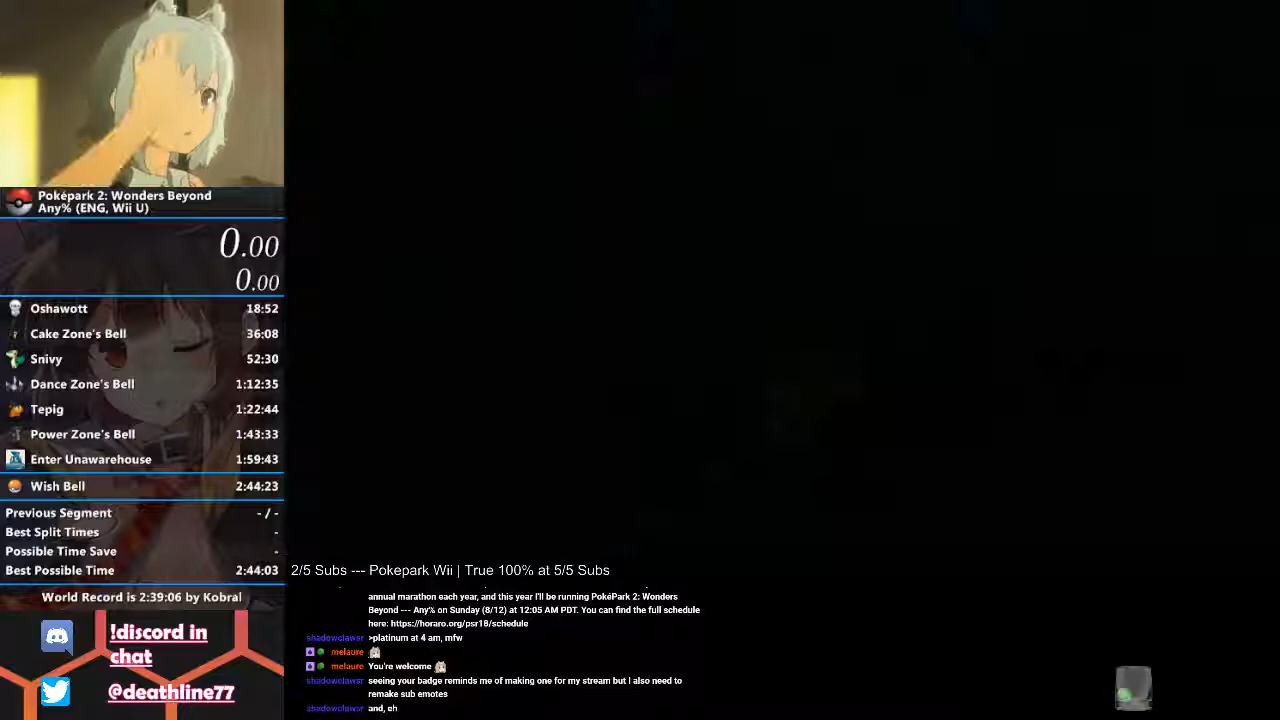 Poképark 2: Wonders Beyond
Any% (ENG, Wii U)
0.00
0.00
Oshawott 18:52
Cake Zone's Bell 36:08
Snivy 52:30
Dance Zone's Bell 1:12:35
Tepig 1:22:44
Power Zone's Bell 1:43:33
Enter Unawarehouse 1:59:43
Wish Bell 2:44:23
Previous Segment - / -
Best Split Times -
Possible Time Save -
Best Possible Time 2:44:03
World Record is 2:39:06 by Kobral
!discord in
chat
@deathline77
2/5 Subs --- Pokepark Wii | True 100% at 5/5 Subs
annual marathon each year, and this year I'll be running PokéPark 2: Wonders
Beyond --- Any% on Sunday (8/12) at 12:05 AM PDT. You can find the full schedule
here: https://horaro.org/psr18/schedule
shadowclawsr >platinum at 4 am, mfw
melaure
melaure You're welcome
shadowclawsr seeing your badge reminds me of making one for my stream but I also need to
remake sub emotes
shadowclawsr and, eh